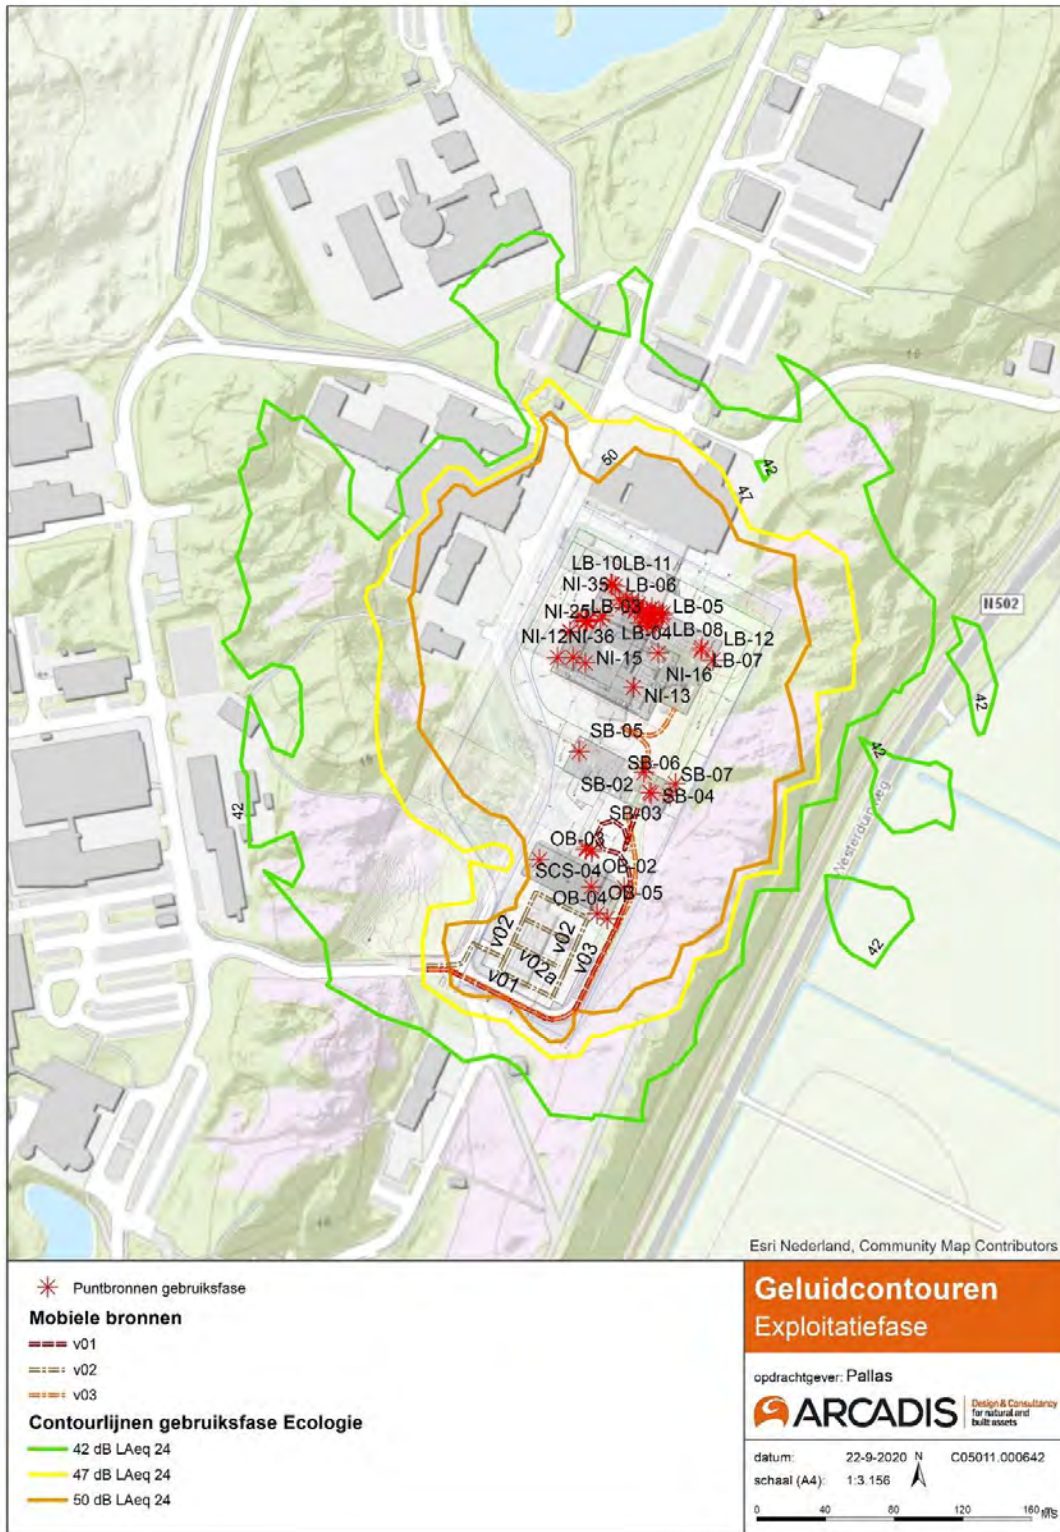 10
50
42
47
LB-10 LB-11
NI-35 LB-06
NI-25 LB-03 LB-05
NI-12 NI-36 LB-04 LB-08
LB-12
NI-15 LB-07
NI-16
NI-13
N502
42
SB-05
42
SB-06
SB-02 SB-07
SB-04
SB-03
42
OB-03
SCS-04 OB-02
OB-04 OB-05
v02 v02
v02a v03
v01
42
Esri Nederland, Community Map Contributors
Puntbronnen gebruiksfase
Mobiele bronnen
v01
v02
v03
Contourlijnen gebruiksfase Ecologie
42 dB LAeq 24
47 dB LAeq 24
50 dB LAeq 24
Geluidcontouren
Exploitatiefase
opdrachtgever: Pallas
ARCADIS
Design & Consultancy
for natural and
built assets
datum: 22-9-2020 N C05011.000642
schaal (A4): 1:3.156
0 40 80 120 160